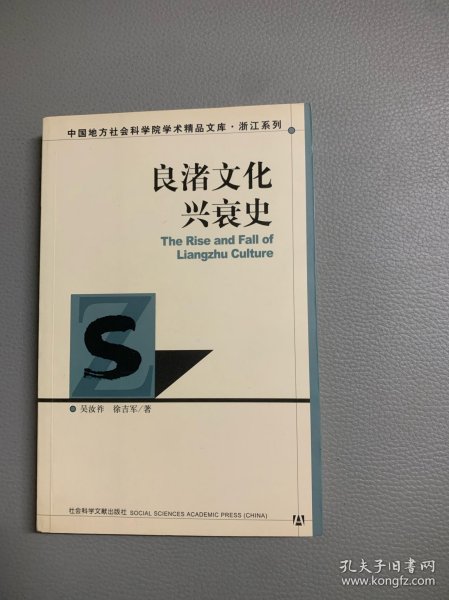 中国地方社会科学院学术精品文库·浙江系列
良渚文化
兴衰史
The Rise and Fall of
Liangzhu Culture
S
Z
吴汝祚 徐吉军/著
社会科学文献出版社 SOCIAL SCIENCES ACADEMIC PRESS (CHINA)
孔夫子旧书网
www.kongfz.com